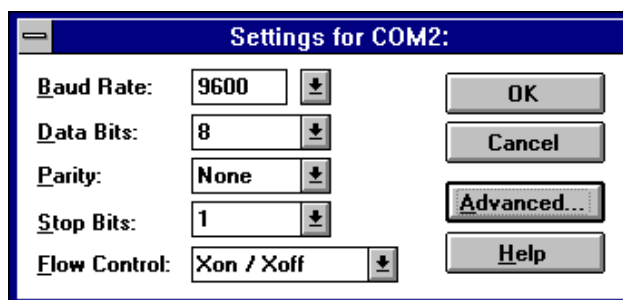 Settings for COM2:
Baud Rate: 9600
OK
Data Bits: 8
Cancel
Parity: None
Advanced...
Stop Bits: 1
Help
Flow Control: Xon / Xoff